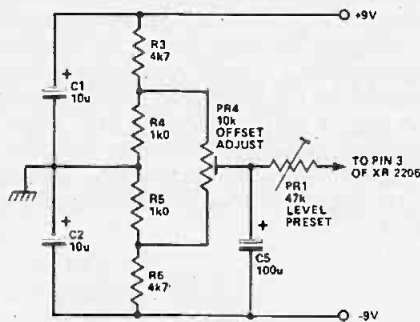 +9V
R3
4k7
C1
10u
+
PR4
10k
OFFSET
ADJUST
R4
1k0
TO PIN 3
OF XR 2206
PR1
47k
LEVEL
PRESET
R5
1k0
+
C2
10u
+
C5
100u
R6
4k7
-9V